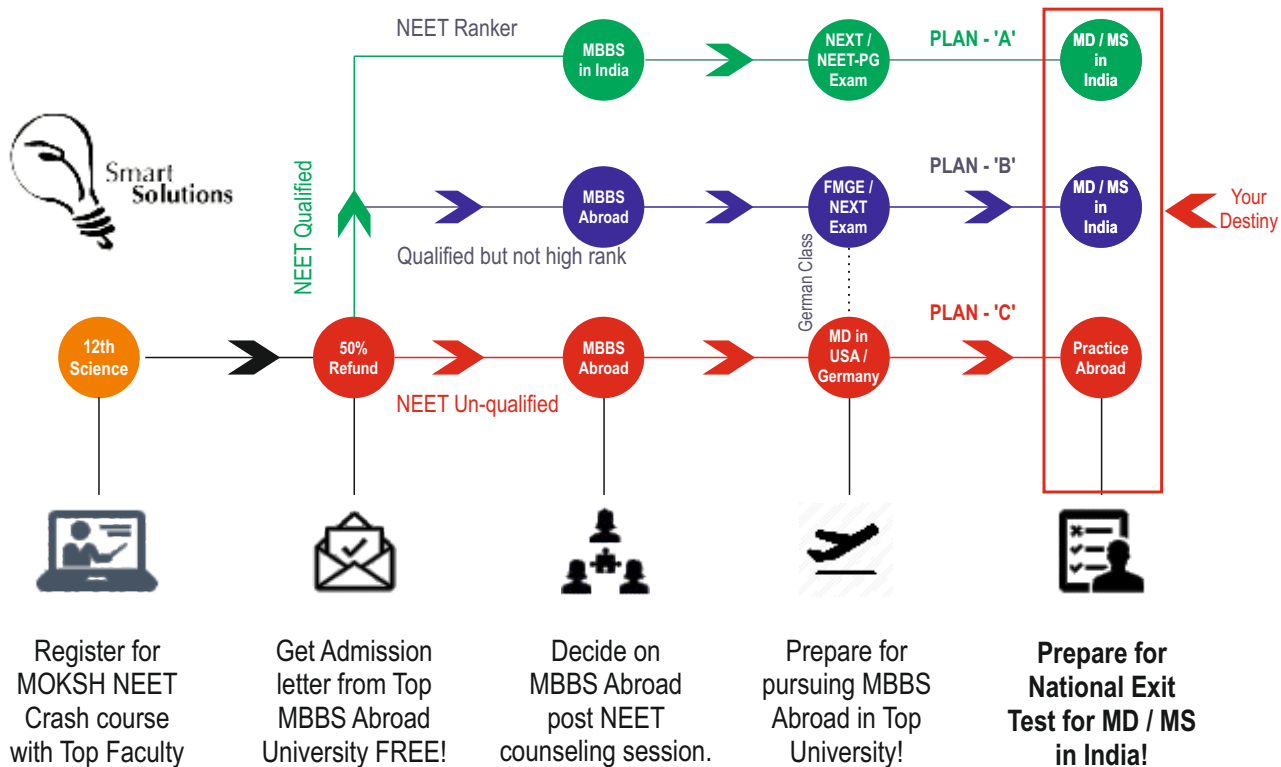 NEET Ranker
MBBS
in India
NEXT /
NEET-PG
Exam
PLAN - 'A'
MD / MS
in
India
Smart
Solutions
NEET Qualified
MBBS
Abroad
FMGE /
NEXT
Exam
PLAN - 'B'
MD / MS
in
India
Your
Destiny
Qualified but not high rank
German Class
12th
Science
50%
Refund
NEET Un-qualified
MBBS
Abroad
MD in
USA /
Germany
PLAN - 'C'
Practice
Abroad
Register for
MOKSH NEET
Crash course
with Top Faculty
Get Admission
letter from Top
MBBS Abroad
University FREE!
Decide on
MBBS Abroad
post NEET
counseling session.
Prepare for
pursuing MBBS
Abroad in Top
University!
Prepare for
National Exit
Test for MD / MS
in India!